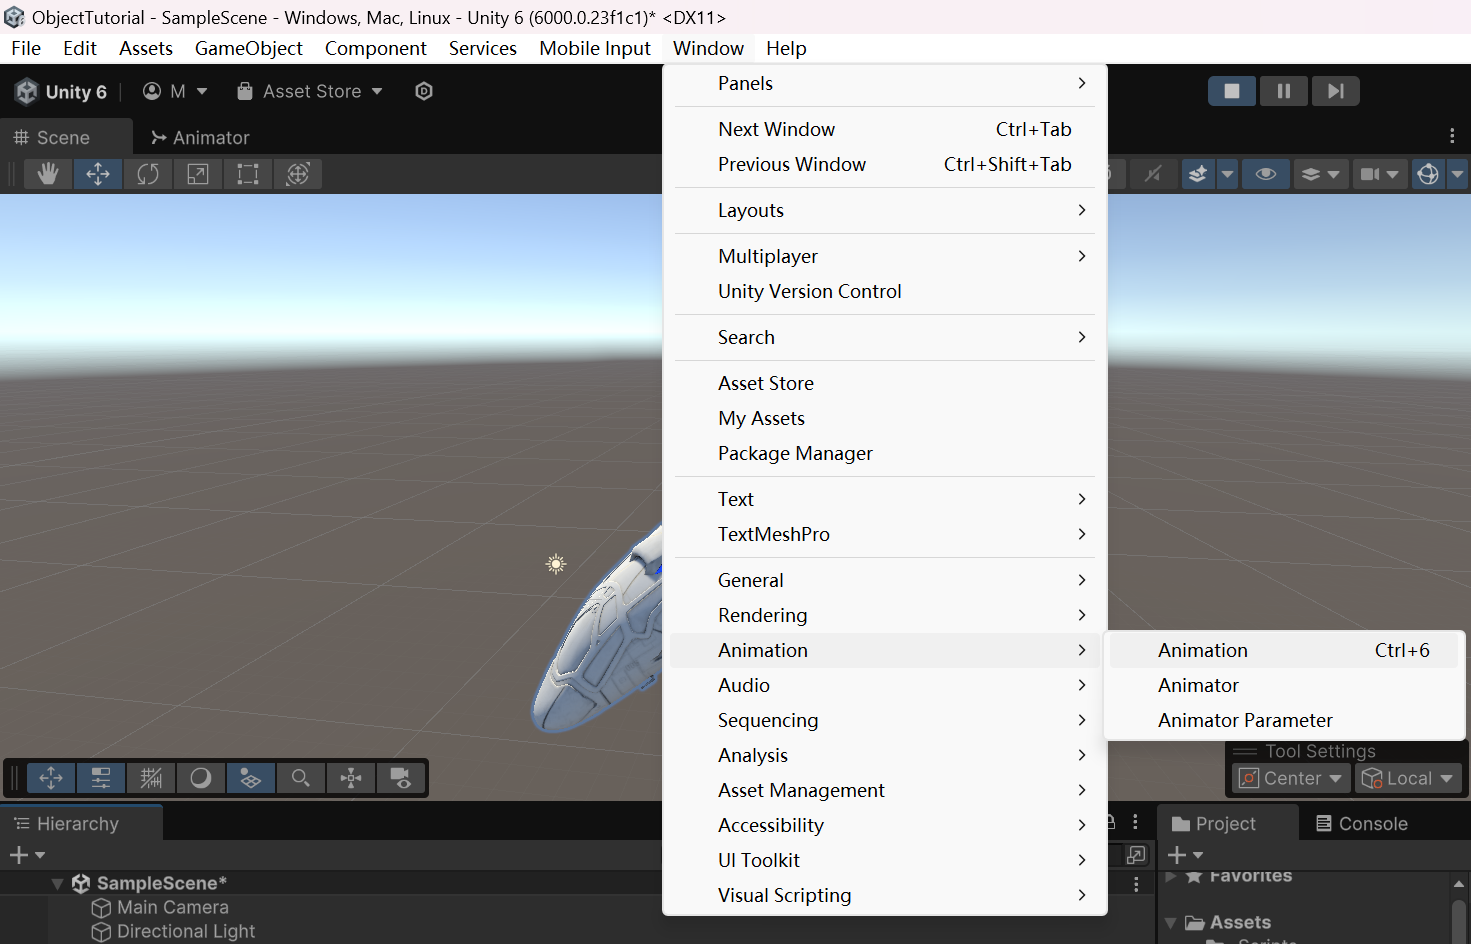 ObjectTutorial - SampleScene - Windows, Mac, Linux - Unity 6 (6000.0.23f1c1)* <DX11>
File Edit Assets GameObject Component Services Mobile Input Window Help
Unity 6 M Asset Store
Scene Animator
Panels
Next Window Ctrl+Tab
Previous Window Ctrl+Shift+Tab
Layouts
Multiplayer
Unity Version Control
Search
Asset Store
My Assets
Package Manager
Text
TextMeshPro
General
Rendering
Animation
Audio
Sequencing
Analysis
Asset Management
Accessibility
UI Toolkit
Visual Scripting
Animation Ctrl+6
Animator
Animator Parameter
Tool Settings
Center Local
Hierarchy
SampleScene*
Main Camera
Directional Light
Project Console
Favorites
Assets